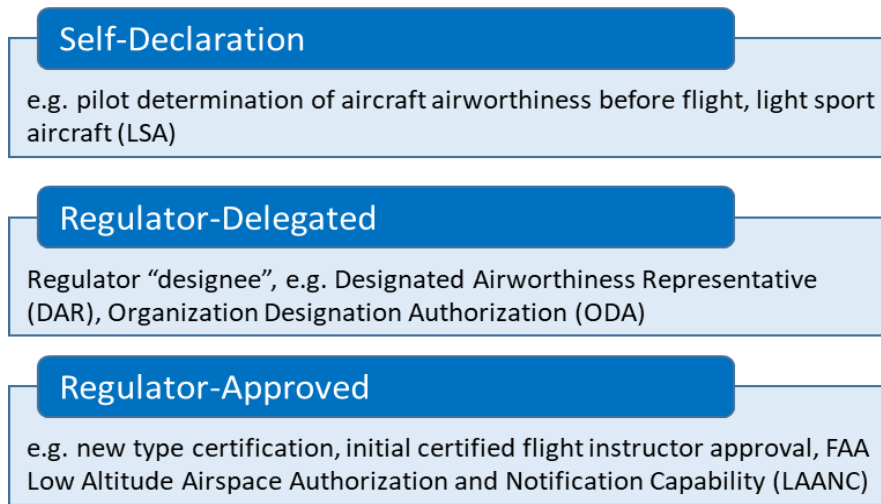 Self-Declaration
e.g. pilot determination of aircraft airworthiness before flight, light sport
aircraft (LSA)
Regulator-Delegated
Regulator “designee”, e.g. Designated Airworthiness Representative
(DAR), Organization Designation Authorization (ODA)
Regulator-Approved
e.g. new type certification, initial certified flight instructor approval, FAA
Low Altitude Airspace Authorization and Notification Capability (LAANC)